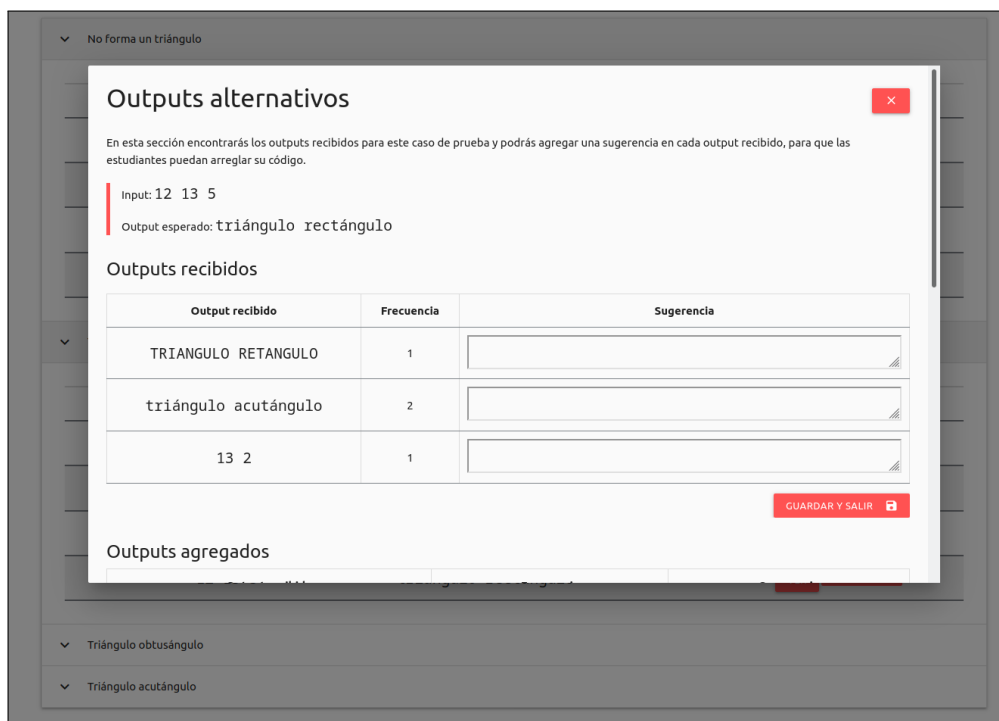 No forma un triángulo
Outputs alternativos
En esta sección encontrarás los outputs recibidos para este caso de prueba y podrás agregar una sugerencia en cada output recibido, para que las
estudiantes puedan arreglar su código.
Input: 12 13 5
Output esperado: triángulo rectángulo
Outputs recibidos
Output recibido Frecuencia Sugerencia
TRIANGULO RETANGULO 1
triángulo acutángulo 2
13 2 1
GUARDAR Y SALIR
Outputs agregados
Triángulo obtusángulo
Triángulo acutángulo